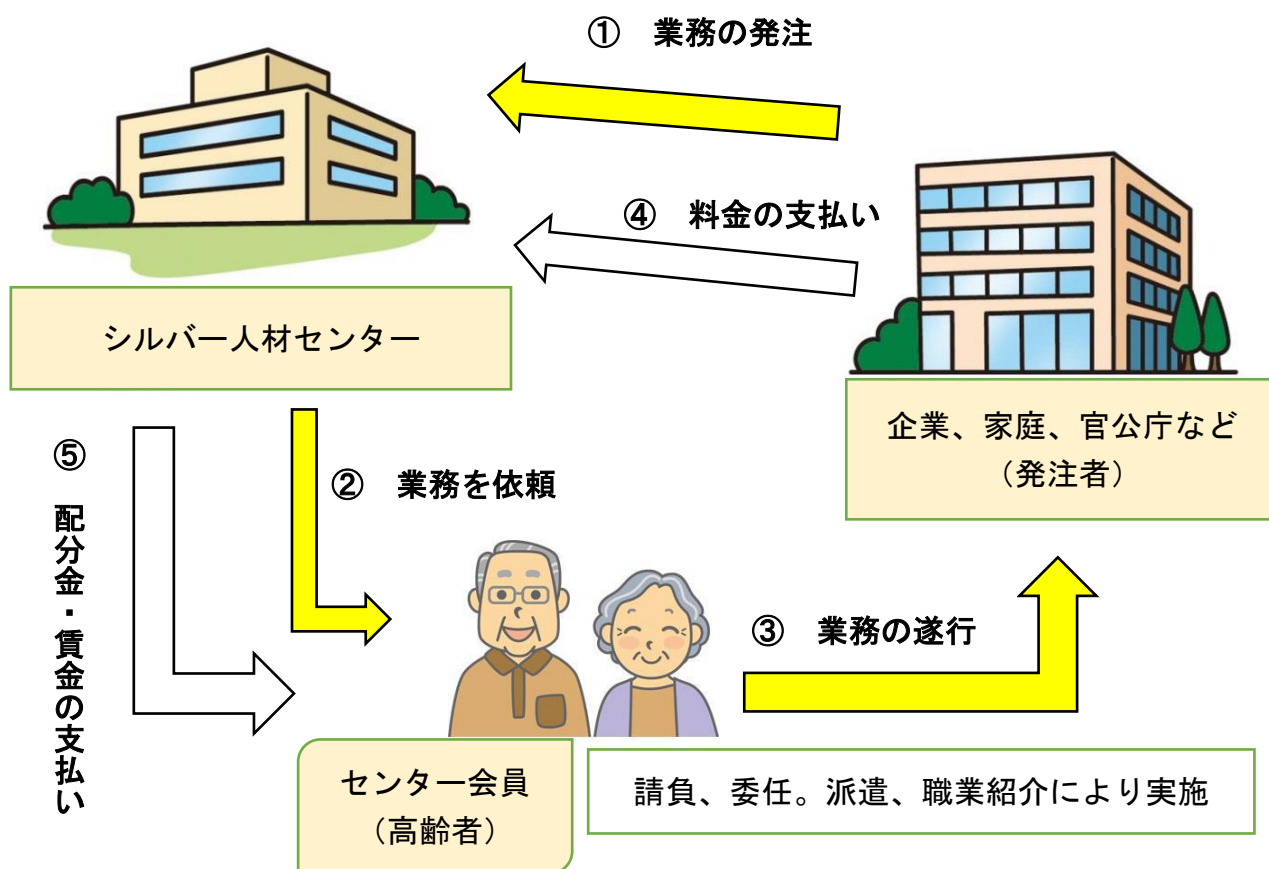 ① 業務の発注
④ 料金の支払い
シルバー人材センター
企業、家庭、官公庁など
（発注者）
⑤ 配分金・賃金の支払い
② 業務を依頼
③ 業務の遂行
センター会員
（高齢者）
請負、委任。派遣、職業紹介により実施